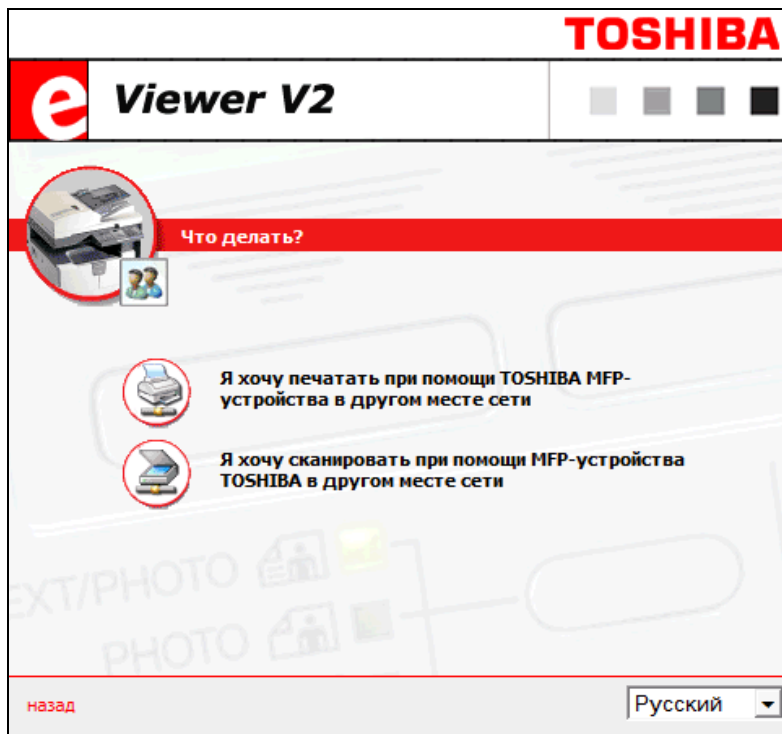 TOSHIBA
e Viewer V2
Что делать?
Я хочу печатать при помощи TOSHIBA MFP-
устройства в другом месте сети
Я хочу сканировать при помощи MFP-устройства
TOSHIBA в другом месте сети
EXT/PHOTO
PHOTO
назад
Русский